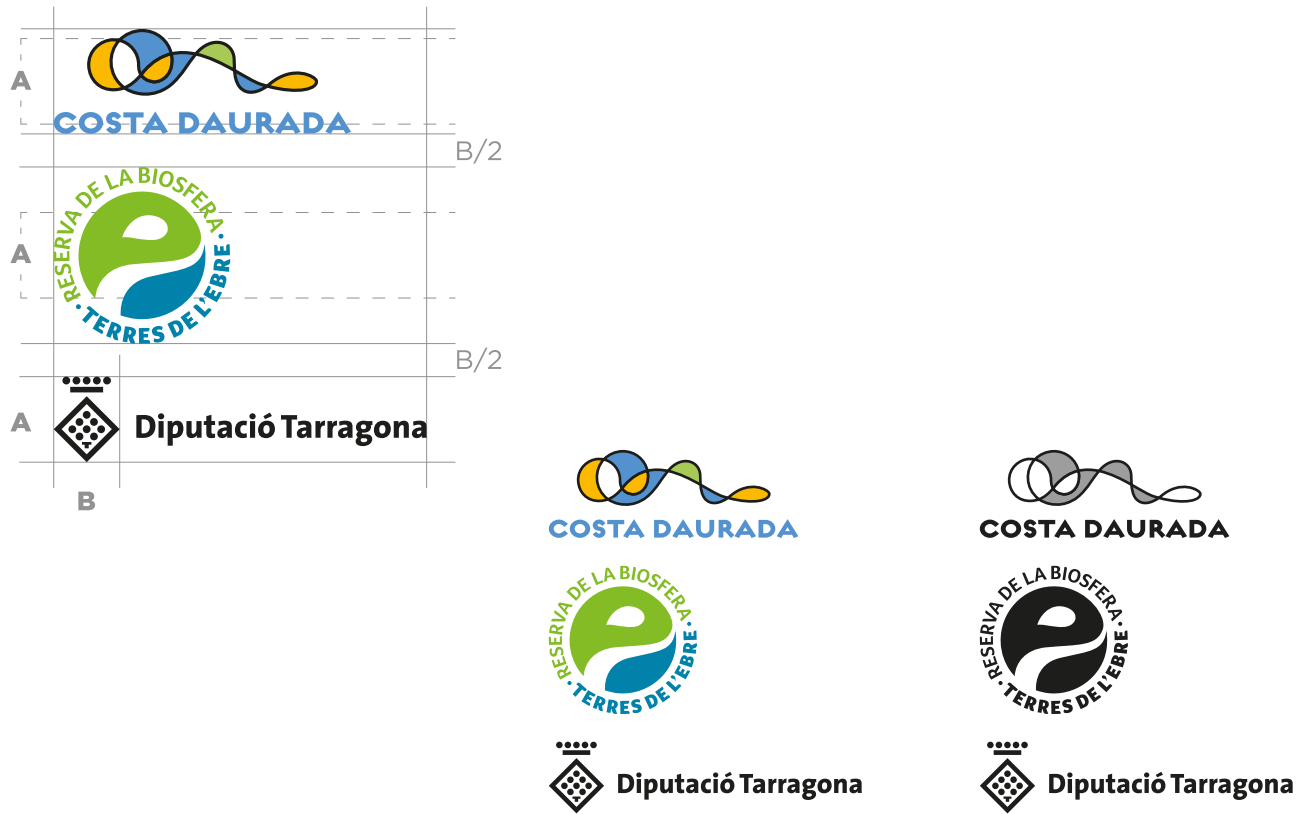 A
COSTA DAURADA
B/2
RESERVA DE LA BIOSFERA
A
· TERRES DE L'EBRE ·
B/2
A
Diputació Tarragona
B
COSTA DAURADA
RESERVA DE LA BIOSFERA
· TERRES DE L'EBRE ·
Diputació Tarragona
COSTA DAURADA
RESERVA DE LA BIOSFERA
· TERRES DE L'EBRE ·
Diputació Tarragona